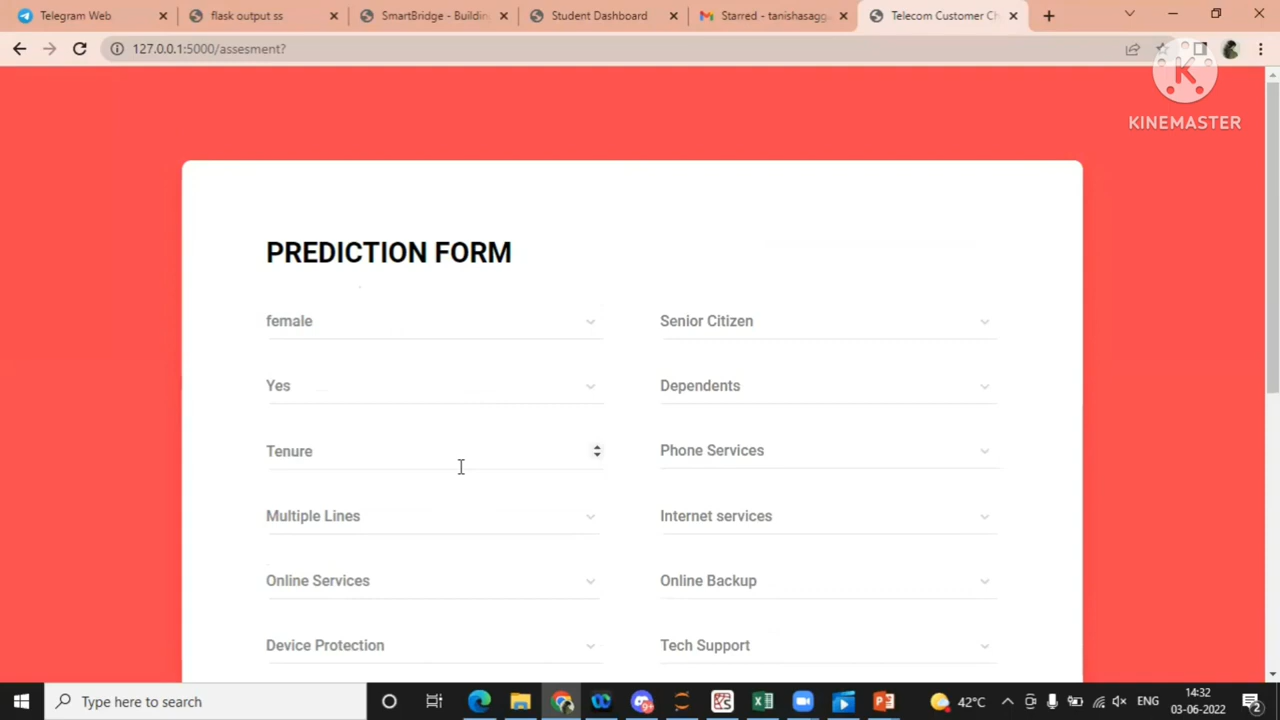 Telegram Web
flask output ss
SmartBridge - Buildin
Student Dashboard
Starred - tanishasagg
Telecom Customer Ch
127.0.0.1:5000/assesment?
K
KINEMASTER
PREDICTION FORM
female
Senior Citizen
Yes
Dependents
Tenure
Phone Services
Multiple Lines
Internet services
Online Services
Online Backup
Device Protection
Tech Support
Type here to search
42°C
ENG
14:32
03-06-2022
2